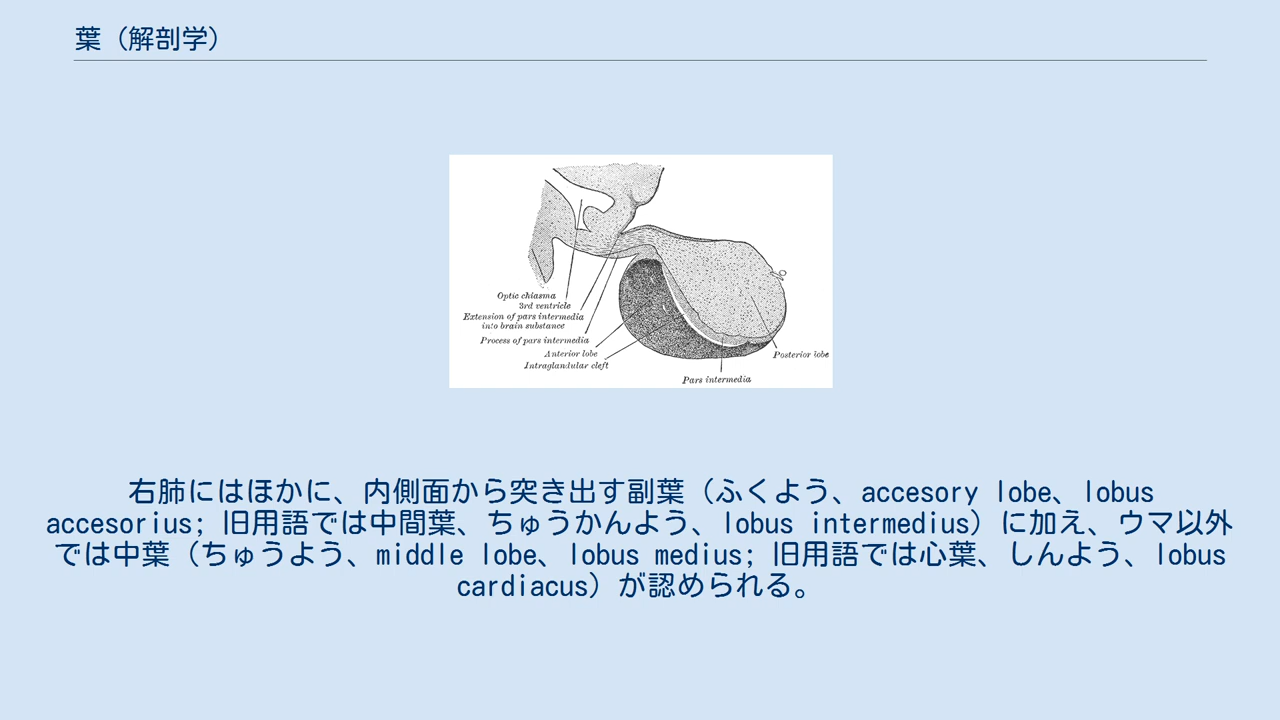 葉（解剖学）
Optic chiasma
3rd ventricle
Extension of pars intermedia
into brain substance
Process of pars intermedia
Anterior lobe
Intraglandular cleft
Posterior lobe
Pars intermedia
右肺にはほかに、内側面から突き出す副葉（ふくよう、accesory lobe、lobus
accesorius; 旧用語では中間葉、ちゅうかんよう、lobus intermedius）に加え、ウマ以外
では中葉（ちゅうよう、middle lobe、lobus medius; 旧用語では心葉、しんよう、lobus
cardiacus）が認められる。